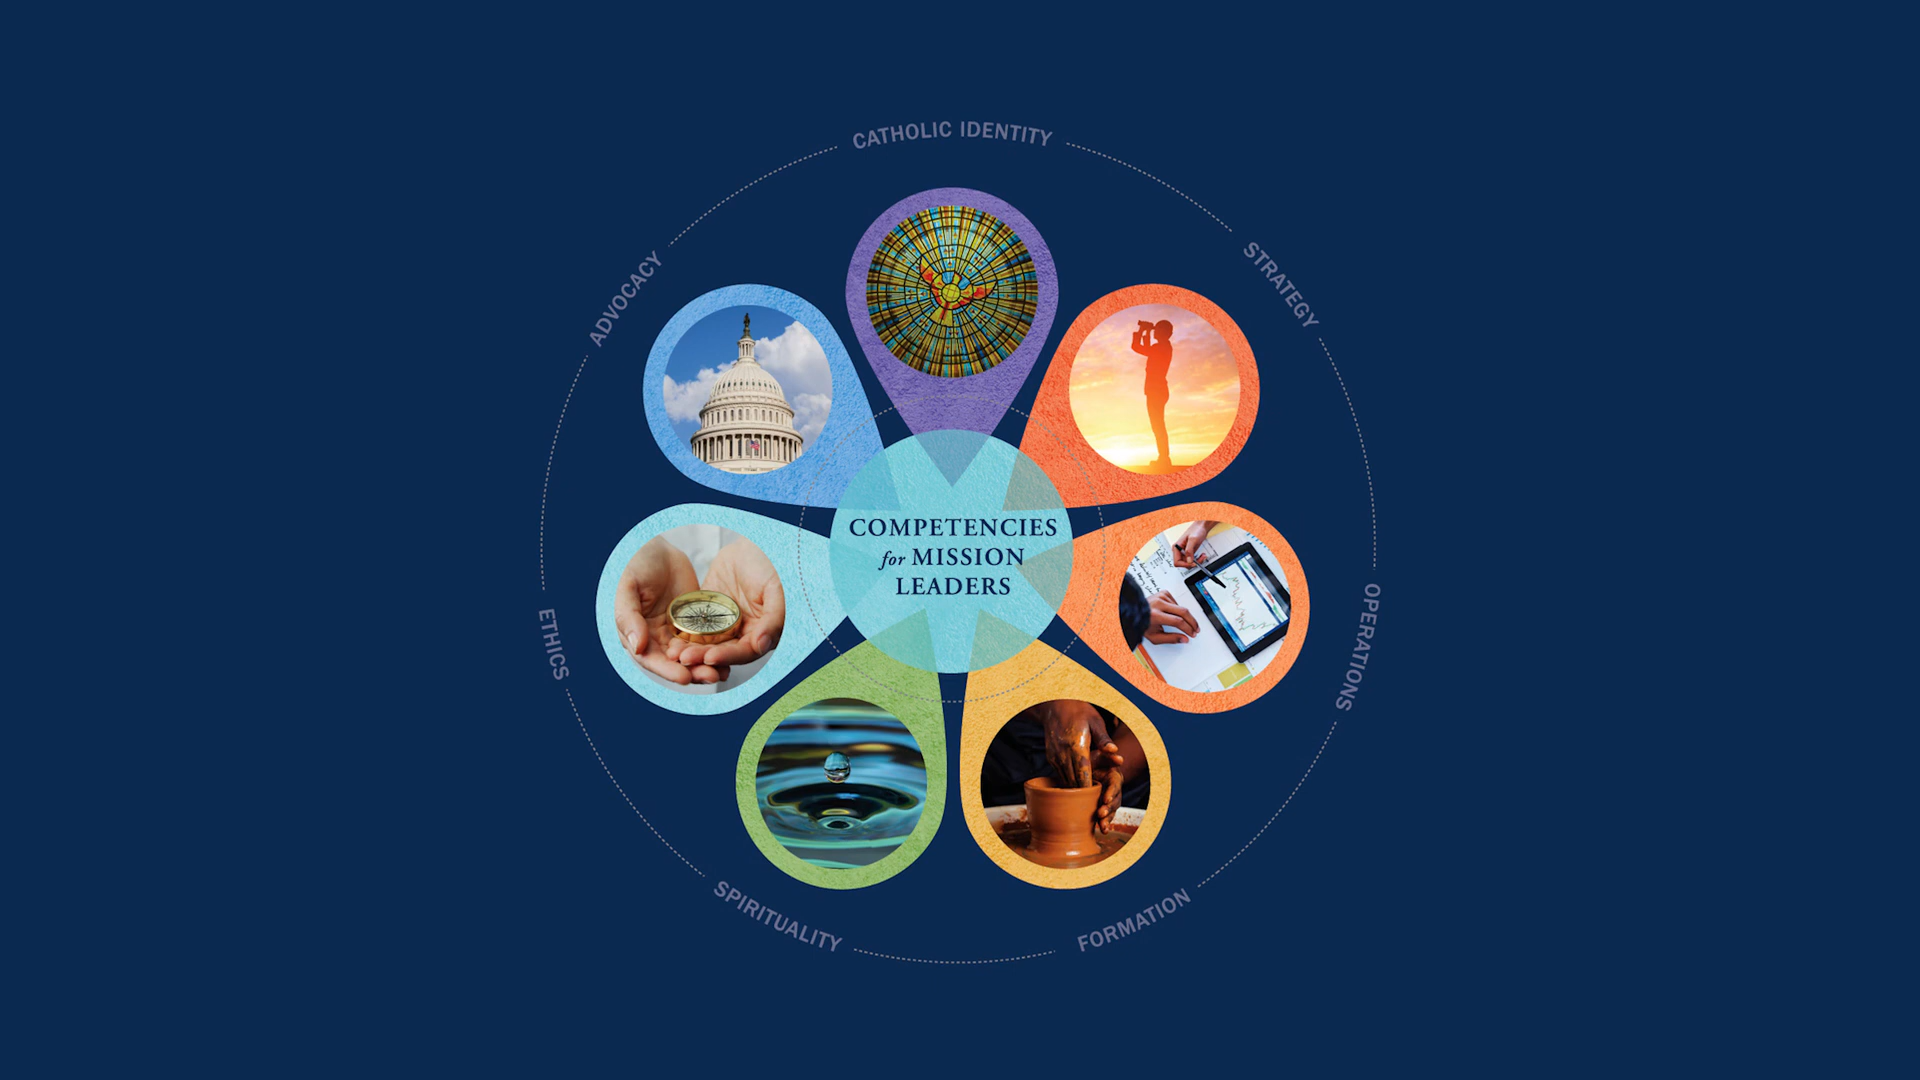 CATHOLIC IDENTITY
STRATEGY
OPERATIONS
FORMATION
SPIRITUALITY
ETHICS
ADVOCACY
COMPETENCIES
for MISSION
LEADERS